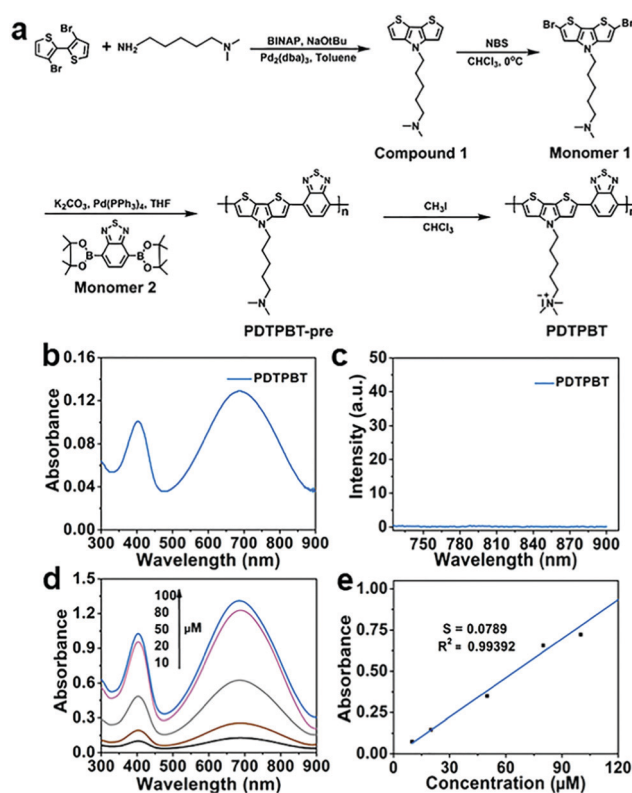 a
Br
S
S
Br
+
NH2
N
BINAP, NaOtBu
Pd2(dba)3, Toluene
S
S
N
N
Compound 1
NBS
CHCl3, 0°C
Br
S
S
Br
N
N
Monomer 1
K2CO3, Pd(PPh3)4, THF
N S N
O
B
O
O
B
O
Monomer 2
N S N
S
S
n
N
N
PDTPBT-pre
CH3I
CHCl3
N S N
S
S
n
N
I− +
N
PDTPBT
b
0.16
0.12
0.08
0.04
0.00
Absorbance
PDTPBT
300 400 500 600 700 800 900
Wavelength (nm)
c
50
40
30
20
10
0
Intensity (a.u.)
PDTPBT
750 780 810 840 870 900
Wavelength (nm)
d
1.5
1.2
0.9
0.6
0.3
0.0
Absorbance
100
80
50
20
10
µM
300 400 500 600 700 800 900
Wavelength (nm)
e
1.00
0.75
0.50
0.25
0.00
Absorbance
S = 0.0789
R2 = 0.99392
0 30 60 90 120
Concentration (µM)